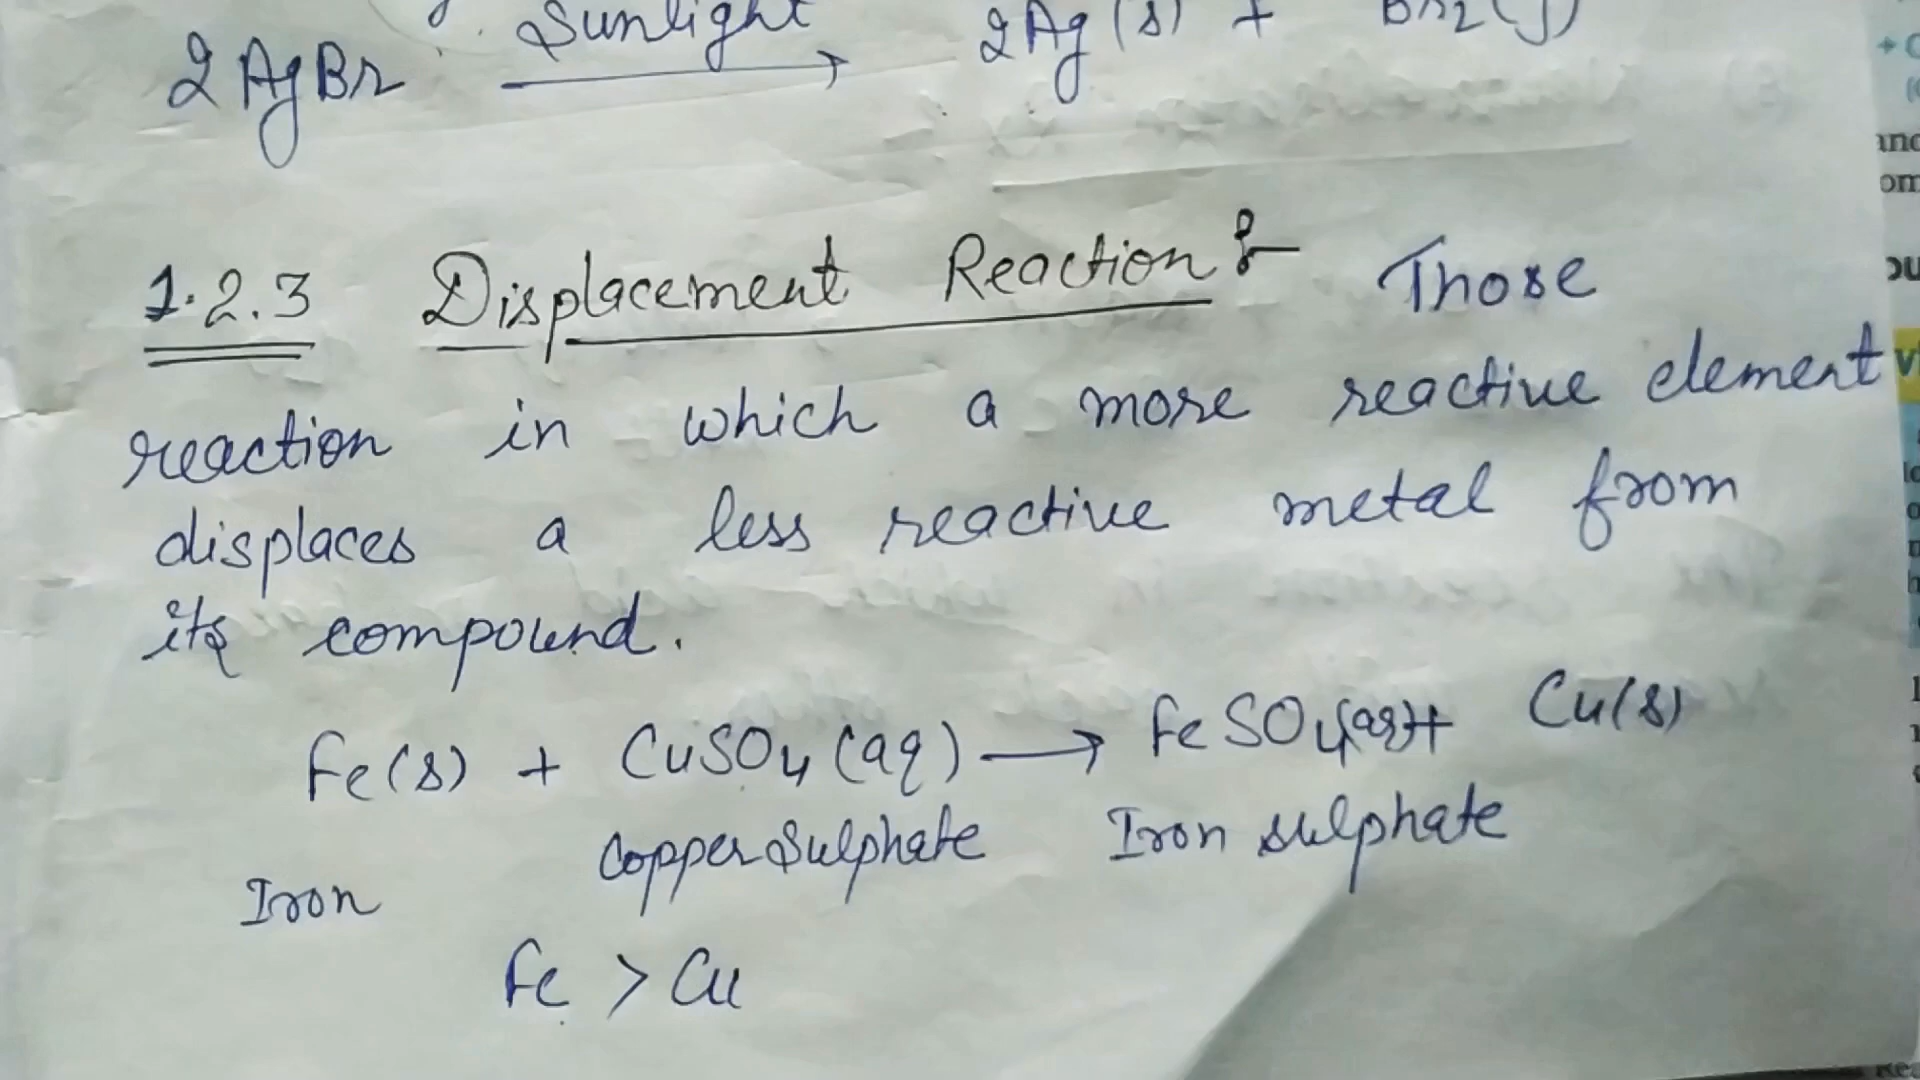 2AgBr Sunlight → 2Ag(s) + Br2(g)
1.2.3 Displacement Reaction :- Those
reaction in which a more reactive element
displaces a less reactive metal from
its compound.
Fe(s) + CuSO4 (aq) → FeSO4(aq)+ Cu(s)
Iron Copper Sulphate Iron sulphate
Fe > Cu